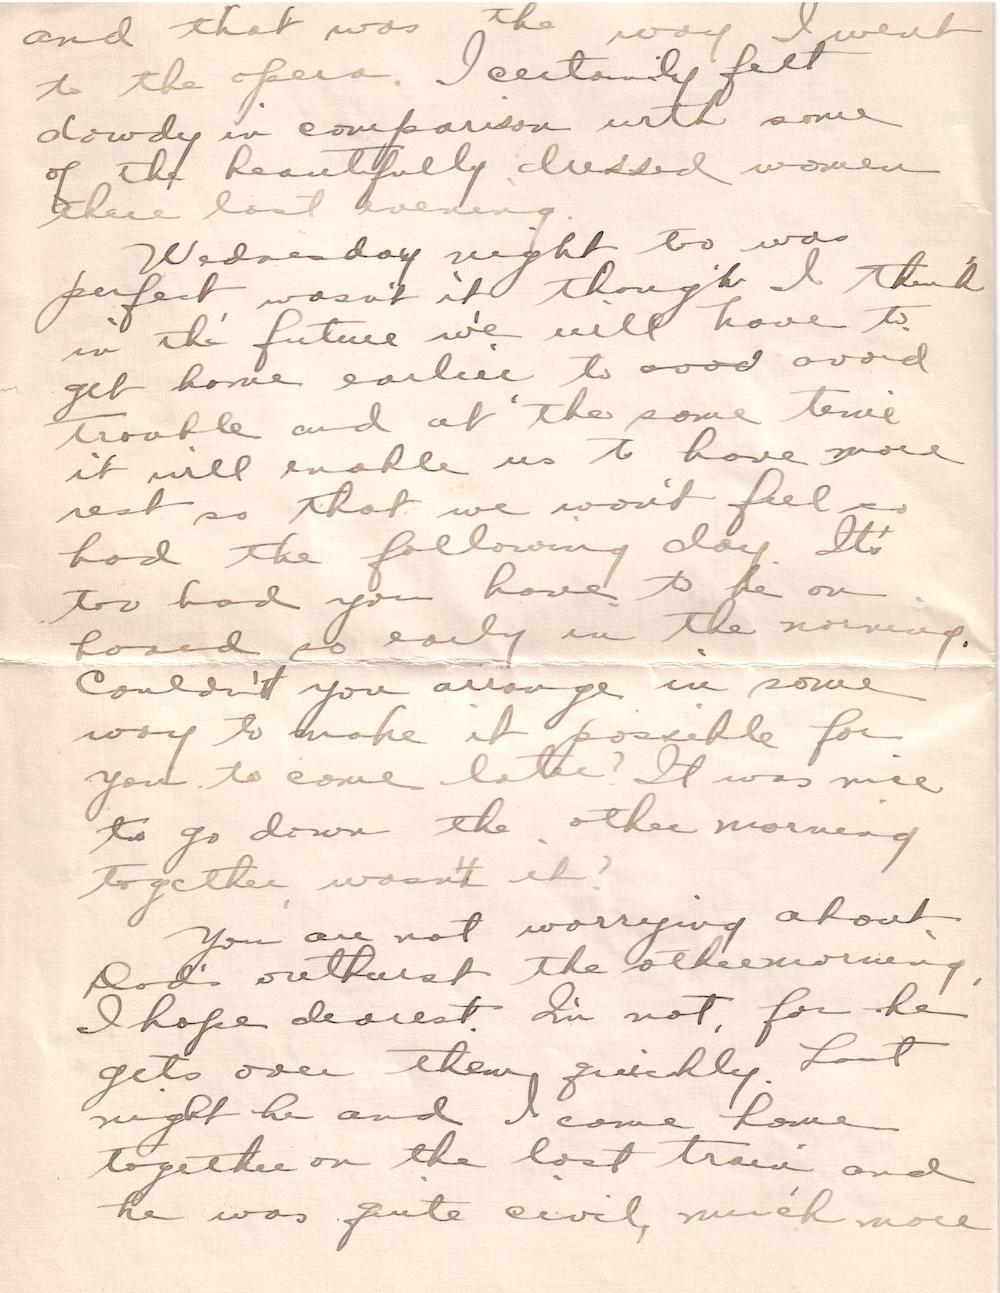 and that was the way I went
to the opera. I certainly felt
dowdy in comparison with some
of the beautifully dressed women
there last evening.
Wednesday night too was
perfect wasn't it though I think
in the future we will have to
get home earlier to avod avoid
trouble and at the same time
it will enable us to have more
rest so that we won't feel so
bad the following day. It's
too bad you have to be on
board so early in the morning.
Couldn't you arrange in some
way to make it possible for
you to come later? It was nice
to go down the other morning
together, wasn't it?
You are not worrying about
Dad's outburst the other morning,
I hope dearest. I'm not, for he
gets over them quickly. Last
night he and I came home
together on the last train and
he was quite civil, much more